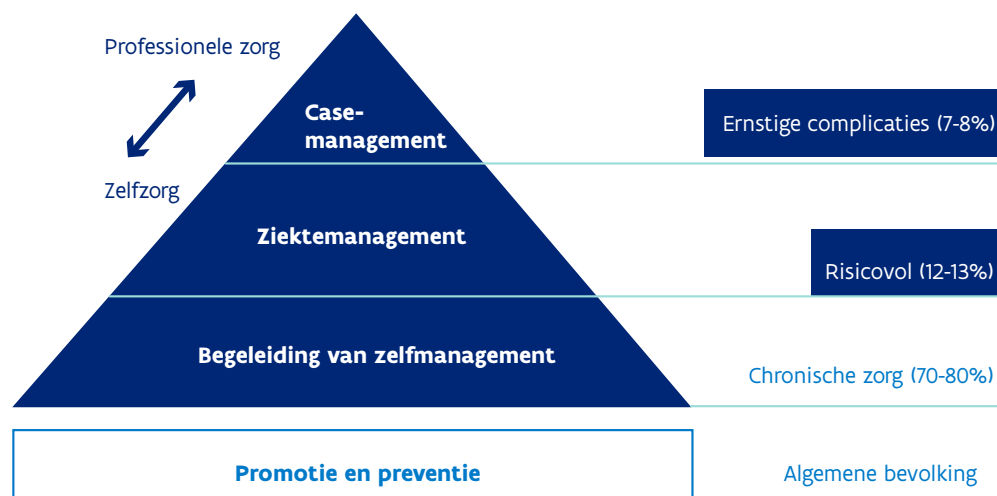 Professionele zorg
Zelfzorg
Case-
management
Ernstige complicaties (7-8%)
Ziektemanagement
Risicovol (12-13%)
Begeleiding van zelfmanagement
Chronische zorg (70-80%)
Promotie en preventie
Algemene bevolking